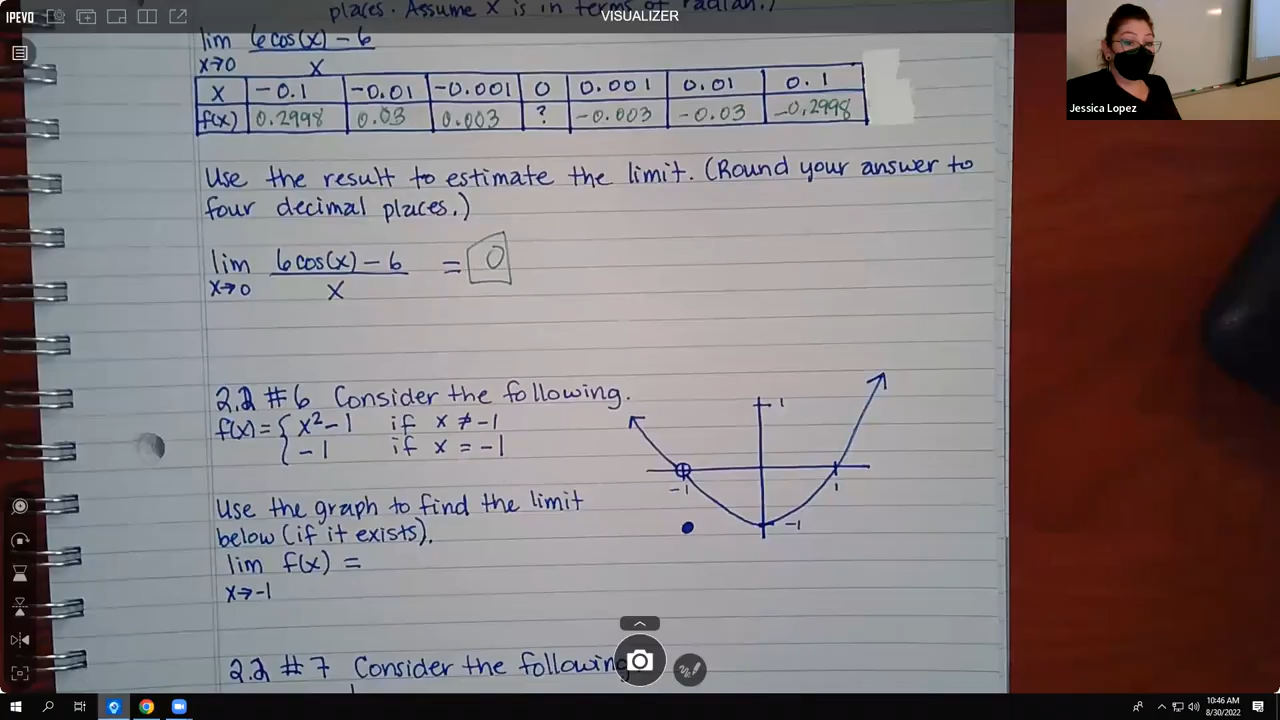 IPEVO
VISUALIZER
places. Assume x is in terms of radian.)
lim 6cos(x) - 6
x→0 x
x -0.1 -0.01 -0.001 0 0.001 0.01 0.1
f(x) 0.2998 0.03 0.003 ? -0.003 -0.03 -0.2998
Jessica Lopez
Use the result to estimate the limit. (Round your answer to
four decimal places.)
lim 6cos(x) - 6 = 0
x→0 x
2.2 #6 Consider the following.
f(x) = { x²-1 if x ≠ -1
-1 if x = -1
1
-1 1
-1
Use the graph to find the limit
below (if it exists).
lim f(x) =
x→-1
2.2 #7 Consider the following
10:46 AM
8/30/2022